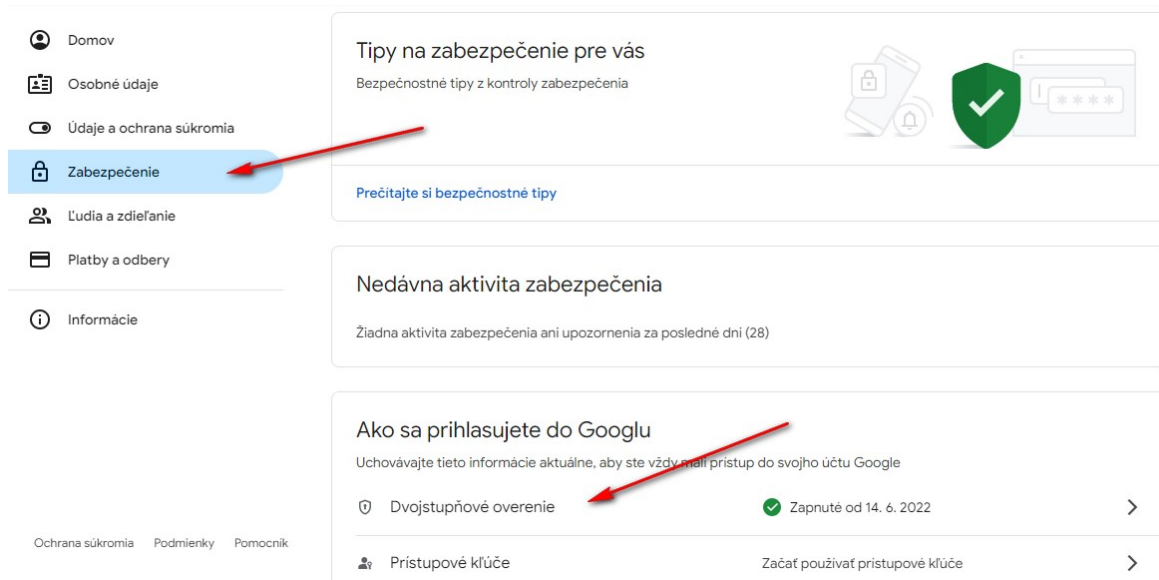 Domov
Osobné údaje
Údaje a ochrana súkromia
Zabezpečenie
Ľudia a zdieľanie
Platby a odbery
Informácie
Ochrana súkromia Podmienky Pomocník
Tipy na zabezpečenie pre vás
Bezpečnostné tipy z kontroly zabezpečenia
Prečítajte si bezpečnostné tipy
Nedávna aktivita zabezpečenia
Žiadna aktivita zabezpečenia ani upozornenia za posledné dni (28)
Ako sa prihlasujete do Googlu
Uchovávajte tieto informácie aktuálne, aby ste vždy mali prístup do svojho účtu Google
Dvojstupňové overenie Zapnuté od 14. 6. 2022
Prístupové kľúče Začať používať prístupové kľúče